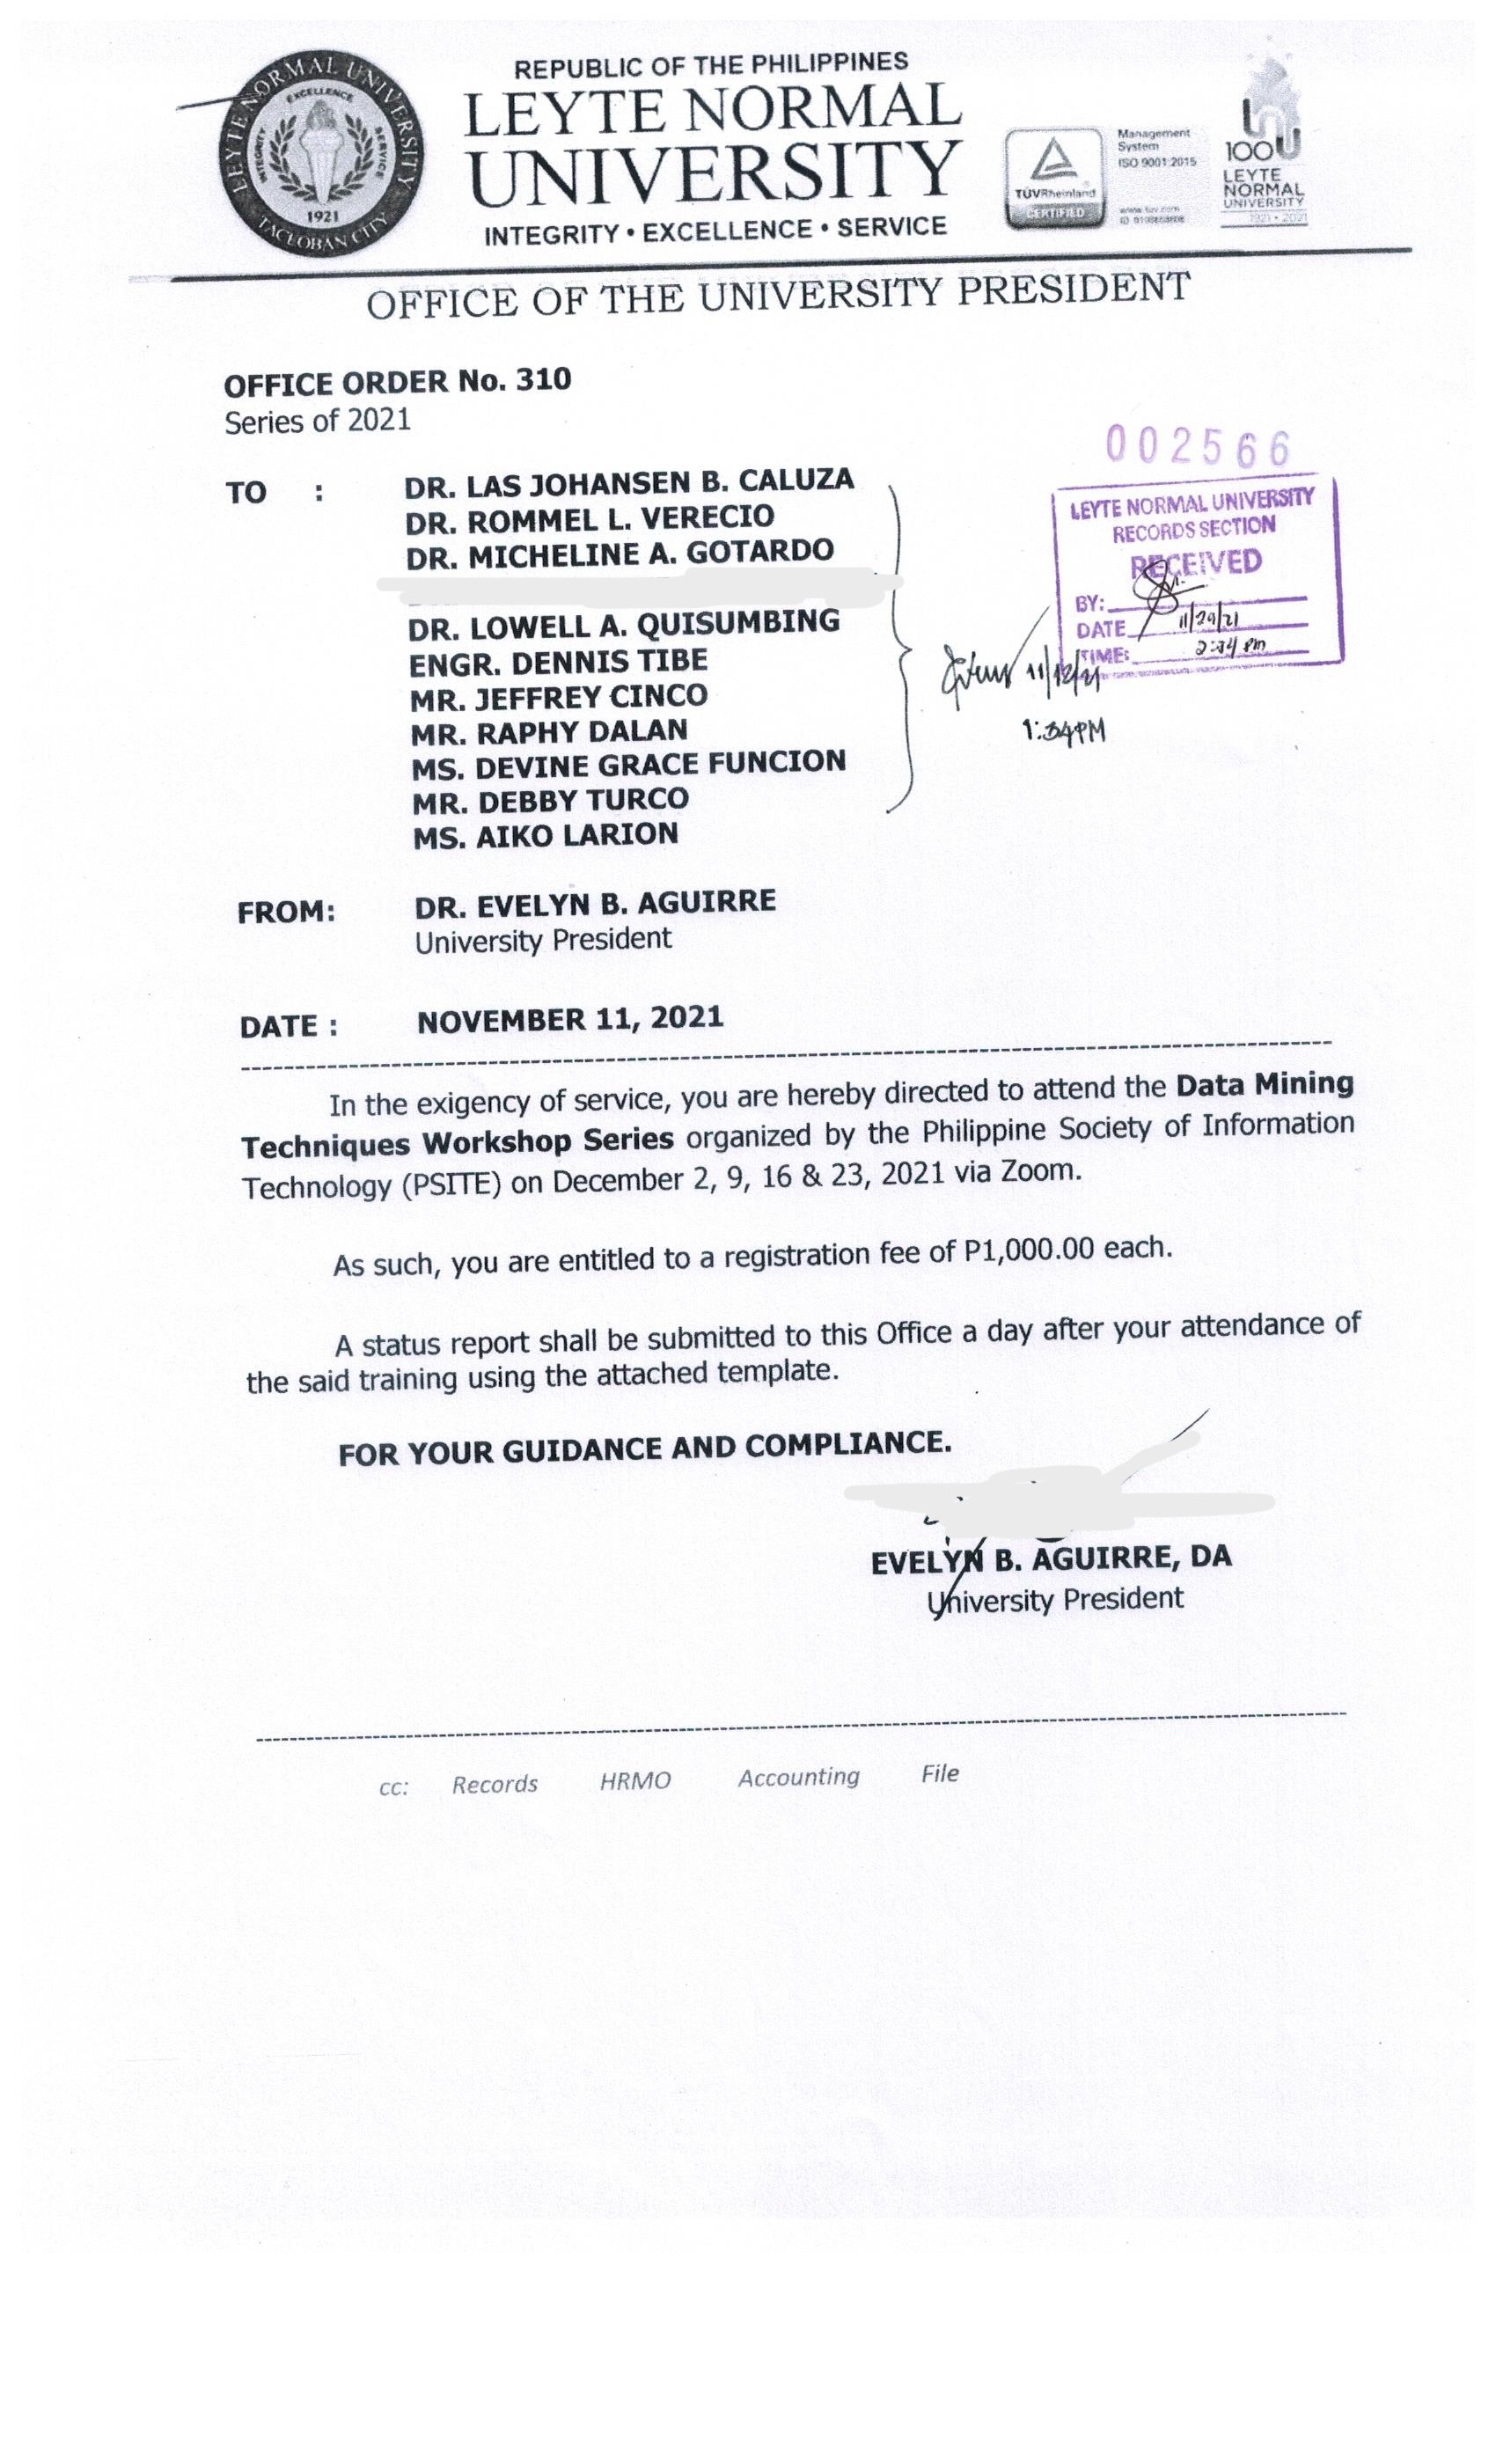 LEYTE NORMAL UNIVERSITY
EXCELLENCE
INTEGRITY
SERVICE
1921
TACLOBAN CITY
REPUBLIC OF THE PHILIPPINES
LEYTE NORMAL
UNIVERSITY
INTEGRITY • EXCELLENCE • SERVICE
TÜVRheinland
CERTIFIED
Management
System
ISO 9001:2015
www.tuv.com
100
LEYTE
NORMAL
UNIVERSITY
1921 • 2021
OFFICE OF THE UNIVERSITY PRESIDENT
OFFICE ORDER No. 310
Series of 2021
002566
LEYTE NORMAL UNIVERSITY
RECORDS SECTION
RECEIVED
BY:
DATE 11/29/21
TIME: 2:34 PM
TO : DR. LAS JOHANSEN B. CALUZA
DR. ROMMEL L. VERECIO
DR. MICHELINE A. GOTARDO
DR. LOWELL A. QUISUMBING
ENGR. DENNIS TIBE
MR. JEFFREY CINCO
MR. RAPHY DALAN
MS. DEVINE GRACE FUNCION
MR. DEBBY TURCO
MS. AIKO LARION
11/12/21
1:34PM
FROM: DR. EVELYN B. AGUIRRE
University President
DATE : NOVEMBER 11, 2021
In the exigency of service, you are hereby directed to attend the Data Mining
Techniques Workshop Series organized by the Philippine Society of Information
Technology (PSITE) on December 2, 9, 16 & 23, 2021 via Zoom.
As such, you are entitled to a registration fee of P1,000.00 each.
A status report shall be submitted to this Office a day after your attendance of
the said training using the attached template.
FOR YOUR GUIDANCE AND COMPLIANCE.
EVELYN B. AGUIRRE, DA
University President
cc: Records HRMO Accounting File